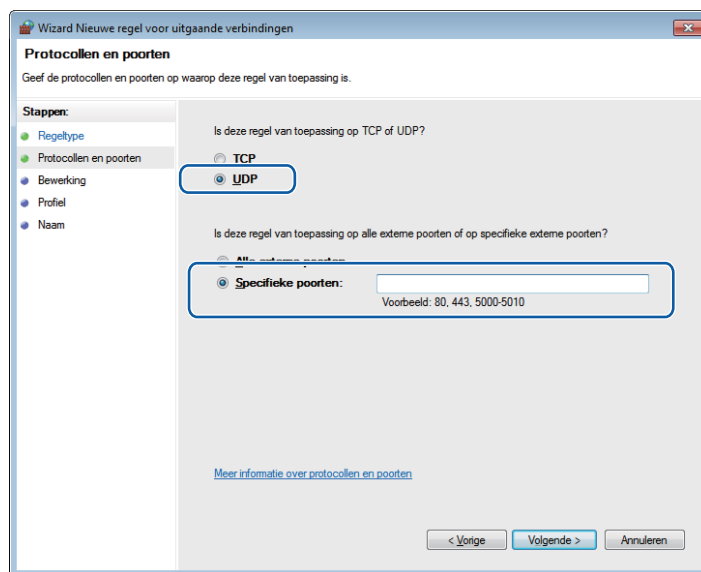 Wizard Nieuwe regel voor uitgaande verbindingen
Protocollen en poorten
Geef de protocollen en poorten op waarop deze regel van toepassing is.
Stappen:
Regeltype
Protocollen en poorten
Bewerking
Profiel
Naam
Is deze regel van toepassing op TCP of UDP?
TCP
UDP
Is deze regel van toepassing op alle externe poorten of op specifieke externe poorten?
Alle externe poorten
Specifieke poorten:
Voorbeeld: 80, 443, 5000-5010
Meer informatie over protocollen en poorten
< Vorige
Volgende >
Annuleren